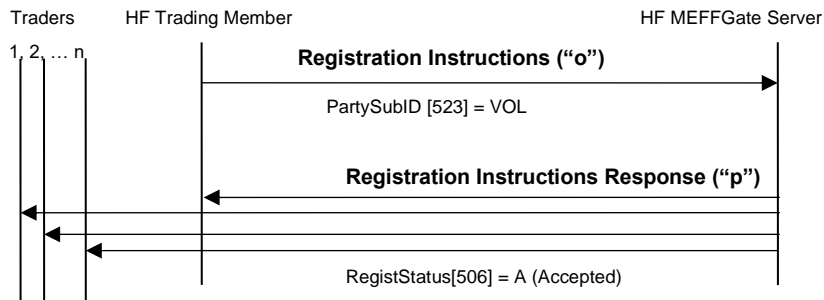 Traders HF Trading Member HF MEFFGate Server
1, 2, … n
Registration Instructions (“o”)
PartySubID [523] = VOL
Registration Instructions Response (“p”)
RegistStatus[506] = A (Accepted)